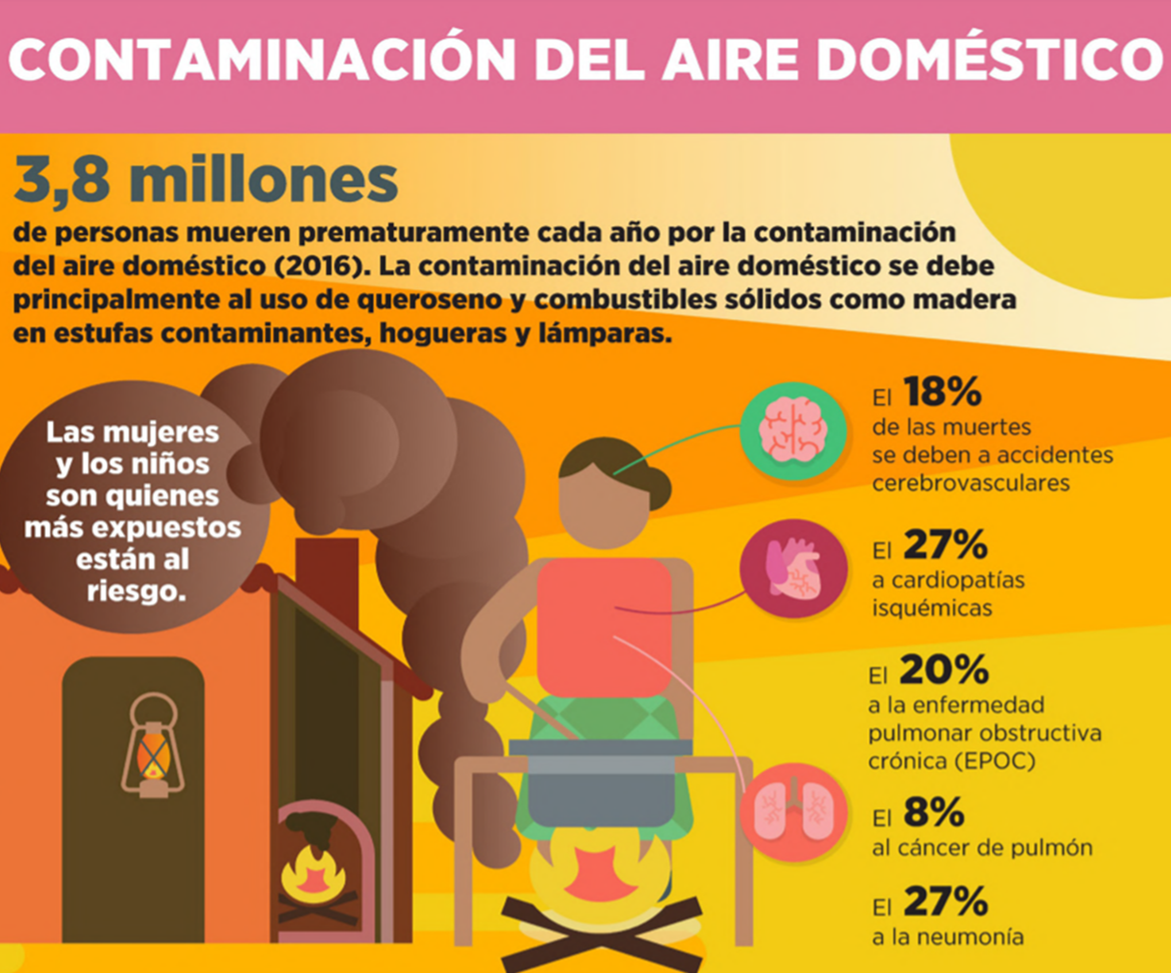 CONTAMINACIÓN DEL AIRE DOMÉSTICO
3,8 millones
de personas mueren prematuramente cada año por la contaminación
del aire doméstico (2016). La contaminación del aire doméstico se debe
principalmente al uso de queroseno y combustibles sólidos como madera
en estufas contaminantes, hogueras y lámparas.
Las mujeres
y los niños
son quienes
más expuestos
están al
riesgo.
El 18%
de las muertes
se deben a accidentes
cerebrovasculares
El 27%
a cardiopatías
isquémicas
El 20%
a la enfermedad
pulmonar obstructiva
crónica (EPOC)
El 8%
al cáncer de pulmón
El 27%
a la neumonía